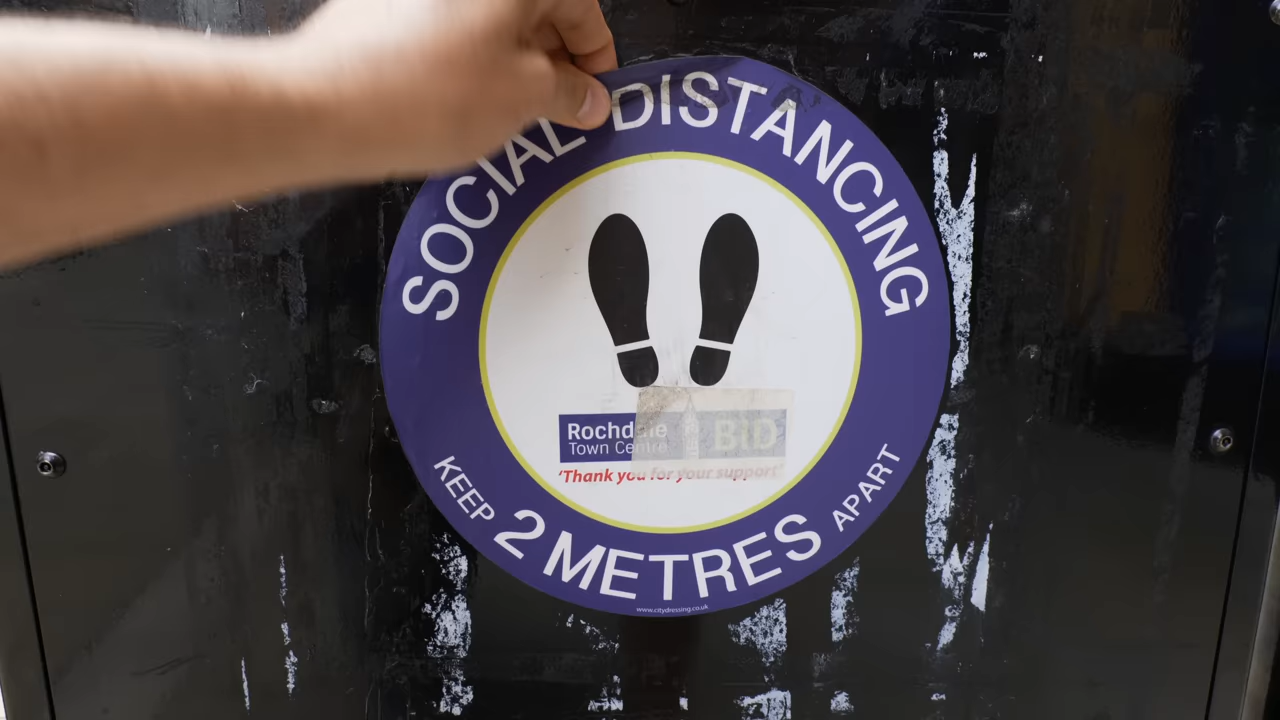 SOCIAL DISTANCING
Rochdale
Town Centre
BID
'Thank you for your support'
KEEP 2 METRES APART
www.citydressing.co.uk